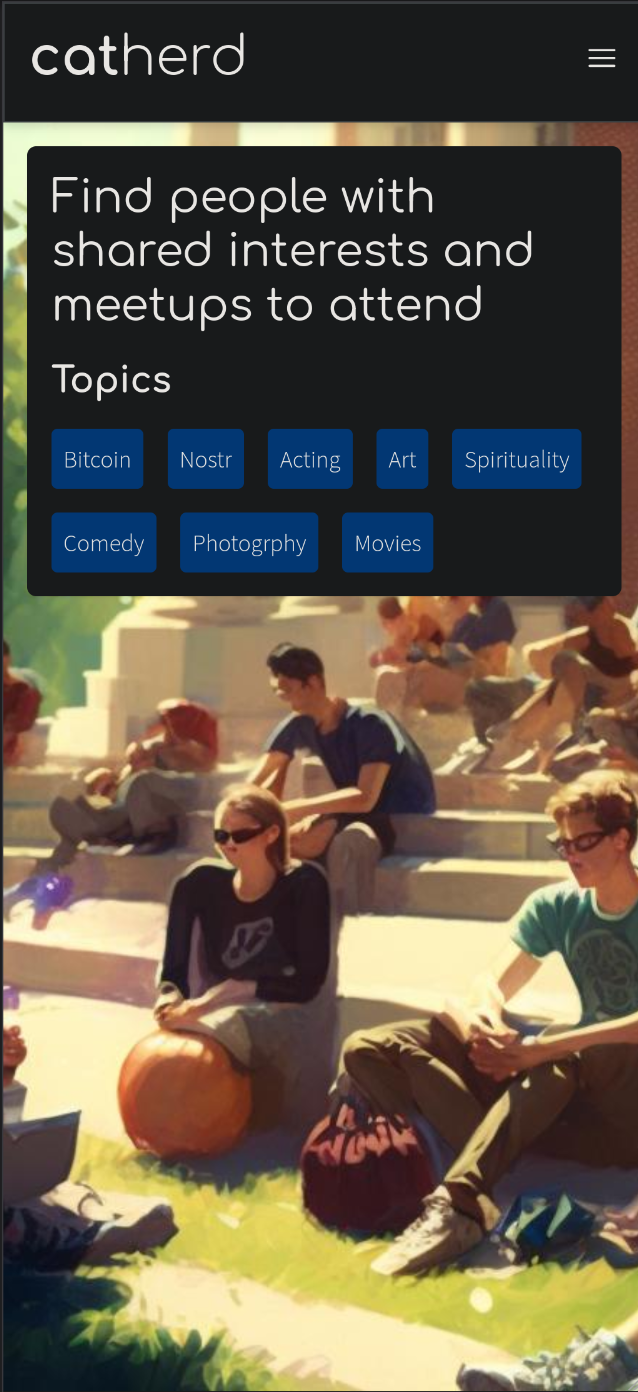 catherd
Find people with
shared interests and
meetups to attend
Topics
Bitcoin Nostr Acting Art Spirituality
Comedy Photogrphy Movies